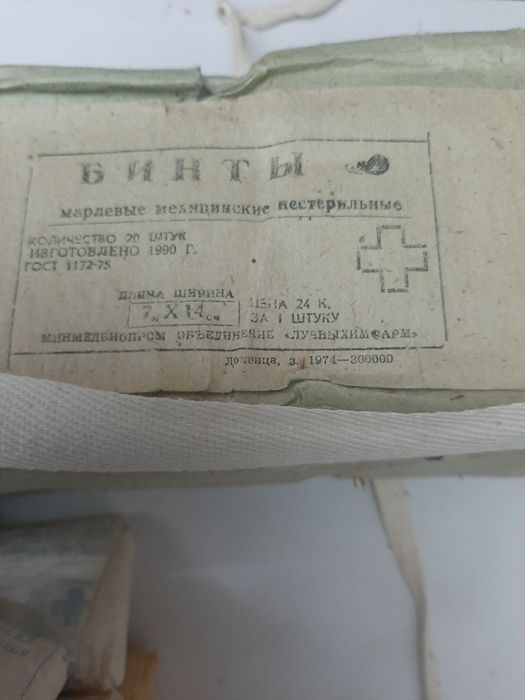 БИНТЫ
марлевые медицинские нестерильные
КОЛИЧЕСТВО 20 ШТУК
ИЗГОТОВЛЕНО 1990 Г.
ГОСТ 1172-75
ДЛИНА ШИРИНА
7м X 14см
ЦЕНА 24 К.
ЗА 1 ШТУКУ
МИНМЕДБИОПРОМ ОБЪЕДИНЕНИЕ «ЛУБНЫХИМФАРМ»
з. 1974—300000